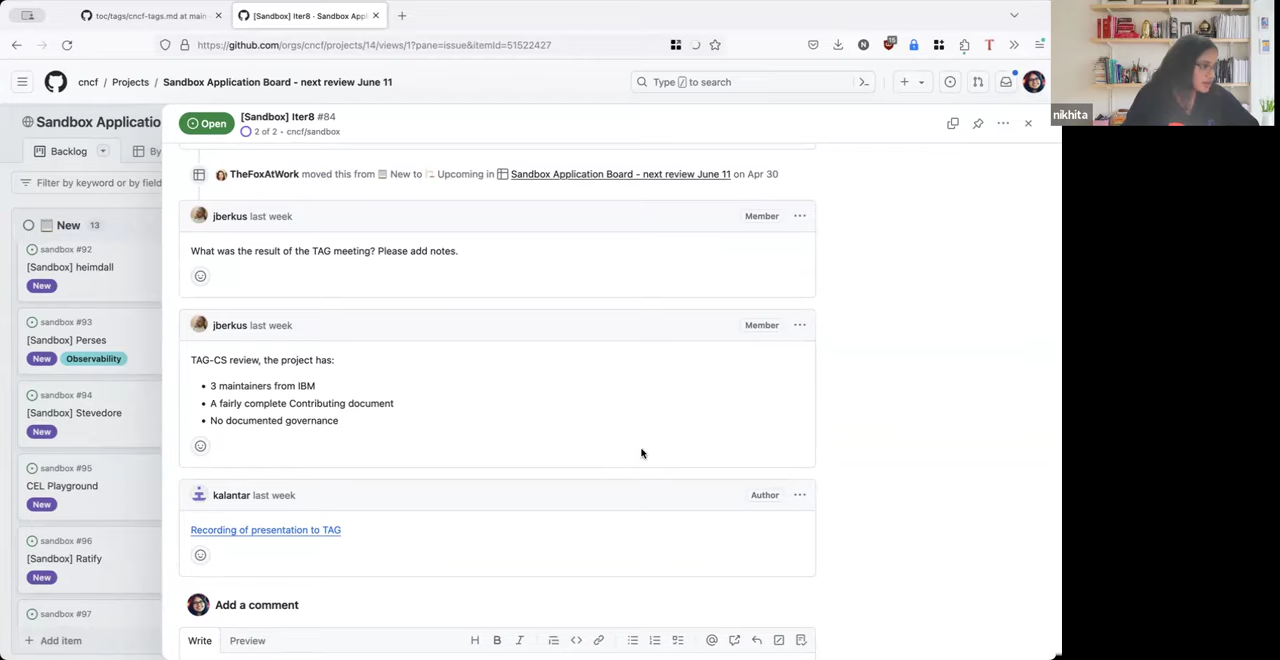 toc/tags/cncf-tags.md at main
[Sandbox] Iter8 · Sandbox Appl
https://github.com/orgs/cncf/projects/14/views/1?pane=issue&itemId=51522427
15
cncf / Projects / Sandbox Application Board - next review June 11
Type / to search
nikhita
Sandbox Applicatio
Open
[Sandbox] Iter8 #84
2 of 2 · cncf/sandbox
Backlog
By
Filter by keyword or by field
TheFoxAtWork moved this from New to Upcoming in Sandbox Application Board - next review June 11 on Apr 30
New 13
sandbox #92
[Sandbox] heimdall
New
sandbox #93
[Sandbox] Perses
New Observability
sandbox #94
[Sandbox] Stevedore
New
sandbox #95
CEL Playground
New
sandbox #96
[Sandbox] Ratify
New
sandbox #97
Add item
jberkus last week
Member
What was the result of the TAG meeting? Please add notes.
jberkus last week
Member
TAG-CS review, the project has:
• 3 maintainers from IBM
• A fairly complete Contributing document
• No documented governance
kalantar last week
Author
Recording of presentation to TAG
Add a comment
Write Preview